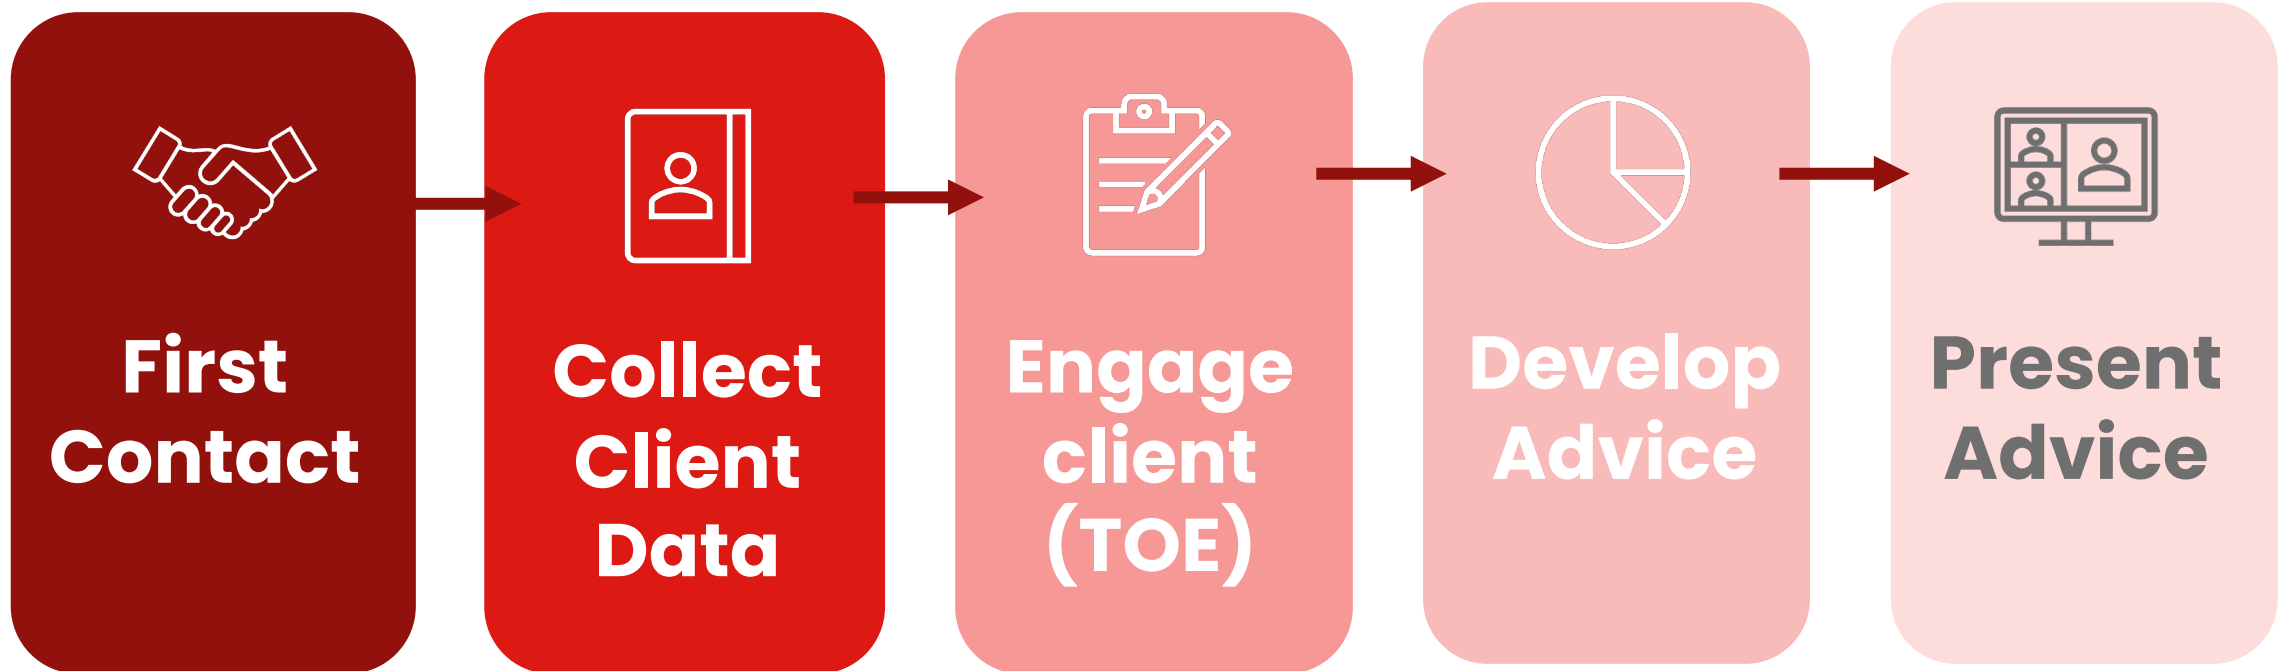 First
Contact
Collect
Client
Data
Engage
client
(TOE)
Develop
Advice
Present
Advice